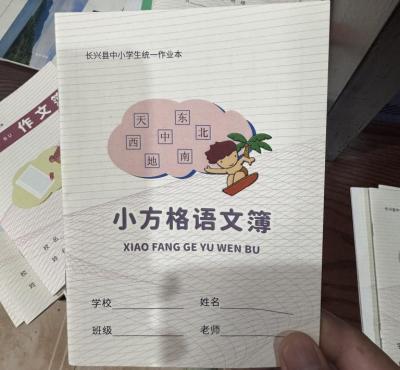 长兴县中小学生统一作业本
天 东
西 中 北
地 南
小方格语文簿
XIAO FANG GE YU WEN BU
学校
姓名
班级
老师
作文簿